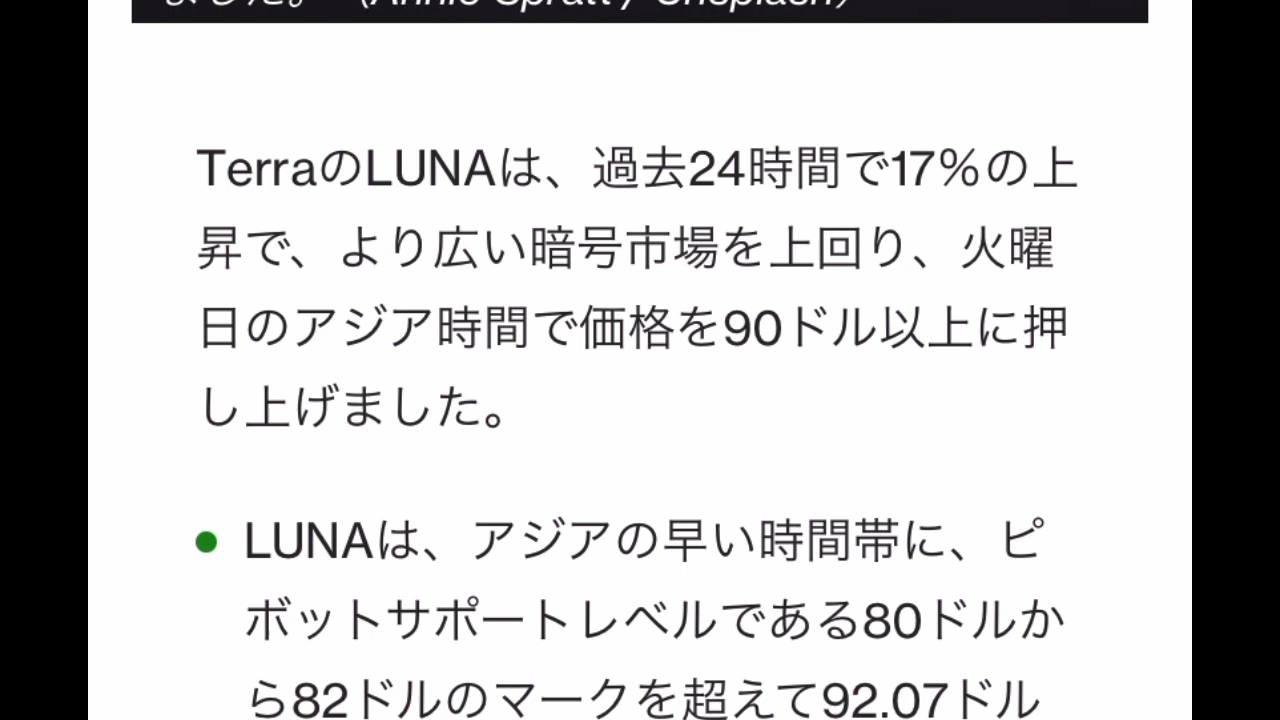 ました。 (Annie Spratt / Unsplash)
TerraのLUNAは、過去24時間で17%の上
昇で、より広い暗号市場を上回り、火曜
日のアジア時間で価格を90ドル以上に押
し上げました。
LUNAは、アジアの早い時間帯に、ピ
ボットサポートレベルである80ドルか
ら82ドルのマークを超えて92.07ドル